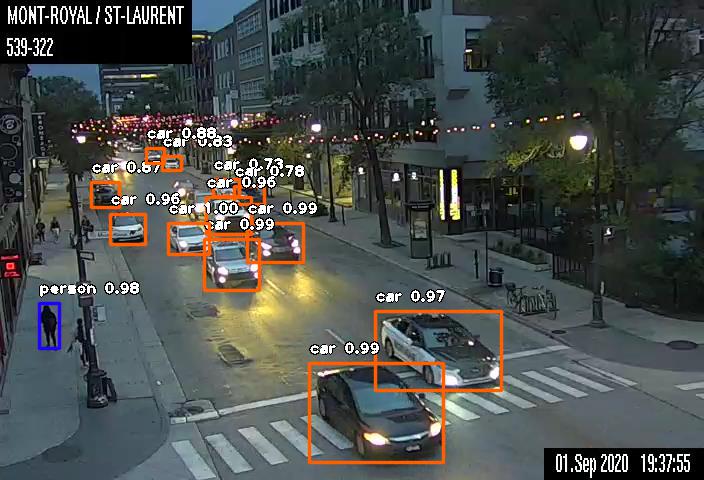 MONT-ROYAL / ST-LAURENT
539-322
car 0.88
car 0.83
car 0.87
car 0.73
car 0.78
car 0.96
car 0.96
car 1.00
car 0.99
car 0.99
person 0.98
car 0.97
car 0.99
01.Sep 2020 19:37:55